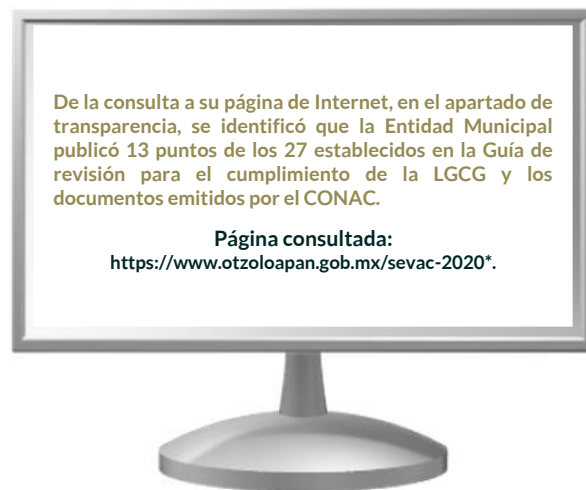 De la consulta a su página de Internet, en el apartado de
transparencia, se identificó que la Entidad Municipal
publicó 13 puntos de los 27 establecidos en la Guía de
revisión para el cumplimiento de la LGCG y los
documentos emitidos por el CONAC.
Página consultada:
https://www.otzoloapan.gob.mx/sevac-2020*.